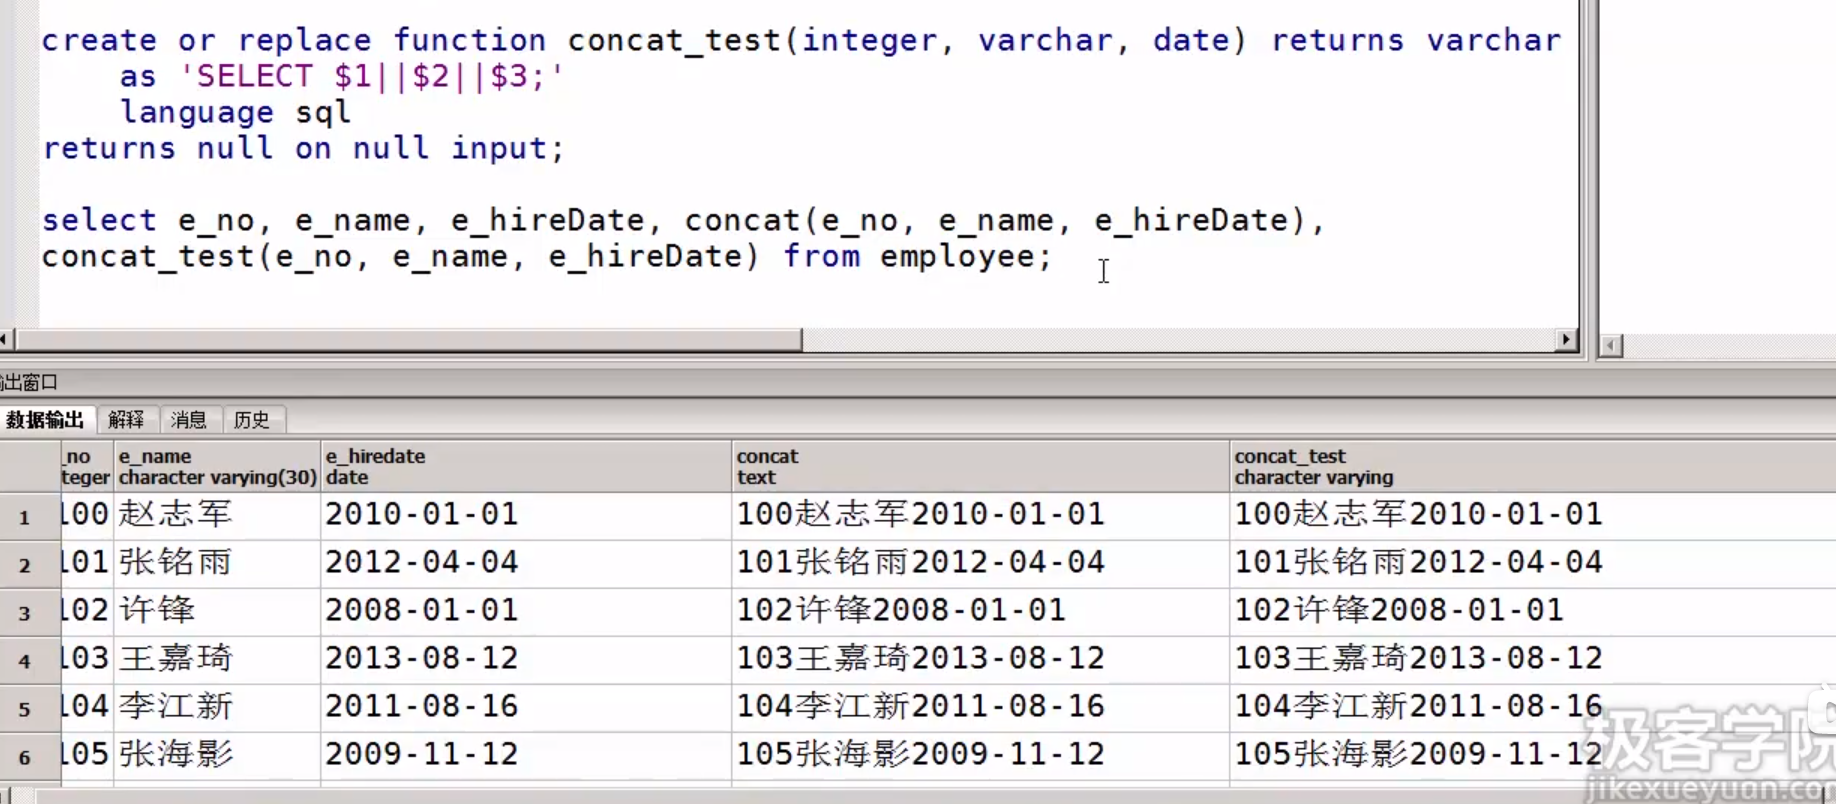 create or replace function concat_test(integer, varchar, date) returns varchar
as 'SELECT $1||$2||$3;'
language sql
returns null on null input;
select e_no, e_name, e_hireDate, concat(e_no, e_name, e_hireDate),
concat_test(e_no, e_name, e_hireDate) from employee;
出窗口
数据输出 解释 消息 历史
_no e_name e_hiredate concat concat_test
teger character varying(30) date text character varying
1 100 赵志军 2010-01-01 100赵志军2010-01-01 100赵志军2010-01-01
2 101 张铭雨 2012-04-04 101张铭雨2012-04-04 101张铭雨2012-04-04
3 102 许锋 2008-01-01 102许锋2008-01-01 102许锋2008-01-01
4 103 王嘉琦 2013-08-12 103王嘉琦2013-08-12 103王嘉琦2013-08-12
5 104 李江新 2011-08-16 104李江新2011-08-16 104李江新2011-08-16
6 105 张海影 2009-11-12 105张海影2009-11-12 105张海影2009-11-12
极客学院
jikexueyuan.com